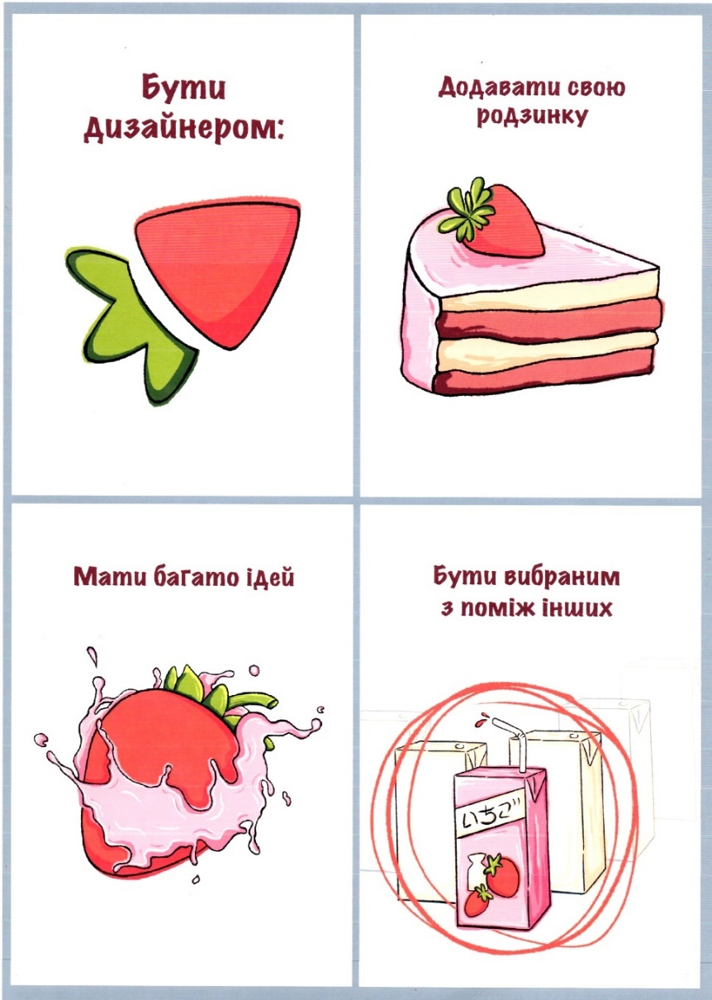 Бути
дизайнером:
Додавати свою
родзинку
Мати багато ідей
Бути вибраним
з поміж інших
いちご